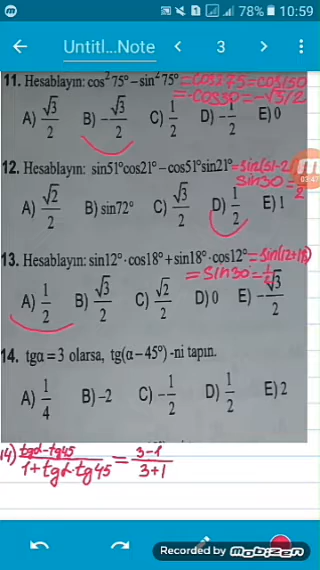 78% 10:59
Untitl... No... 3
11. Hesablayın: cos²75°−sin²75° =cos2·75=cos150
=−cos30=−√3/2
A) √3/2 B) −√3/2 C) 1/2 D) −1/2 E) 0
12. Hesablayın: sin51°cos21°−cos51°sin21° =sin(51-2
sin30=1/2
A) √2/2 B) sin72° C) √3/2 D) 1/2 E) 1
13. Hesablayın: sin12°·cos18°+sin18°·cos12° =sin(12+18)
=sin30=1/2
A) 1/2 B) √3/2 C) √2/2 D) 0 E) −√3/2
14. tgα = 3 olarsa, tg(α−45°) -ni tapın.
A) 1/4 B) −2 C) −1/2 D) 1/2 E) 2
14) tgα−tg45/1+tgα·tg45 = 3−1/3+1
Recorded by mobizen